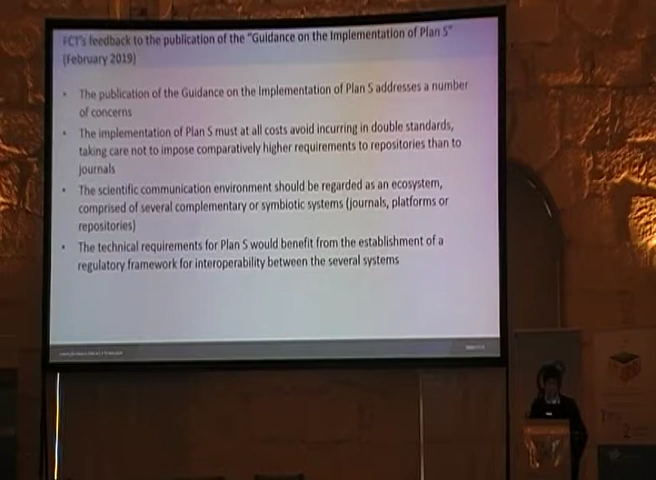 FCT's feedback to the publication of the "Guidance on the Implementation of Plan S"
(February 2019)
• The publication of the Guidance on the Implementation of Plan S addresses a number
of concerns
• The implementation of Plan S must at all costs avoid incurring in double standards,
taking care not to impose comparatively higher requirements to repositories than to
journals
• The scientific communication environment should be regarded as an ecosystem,
comprised of several complementary or symbiotic systems (journals, platforms or
repositories)
• The technical requirements for Plan S would benefit from the establishment of a
regulatory framework for interoperability between the several systems